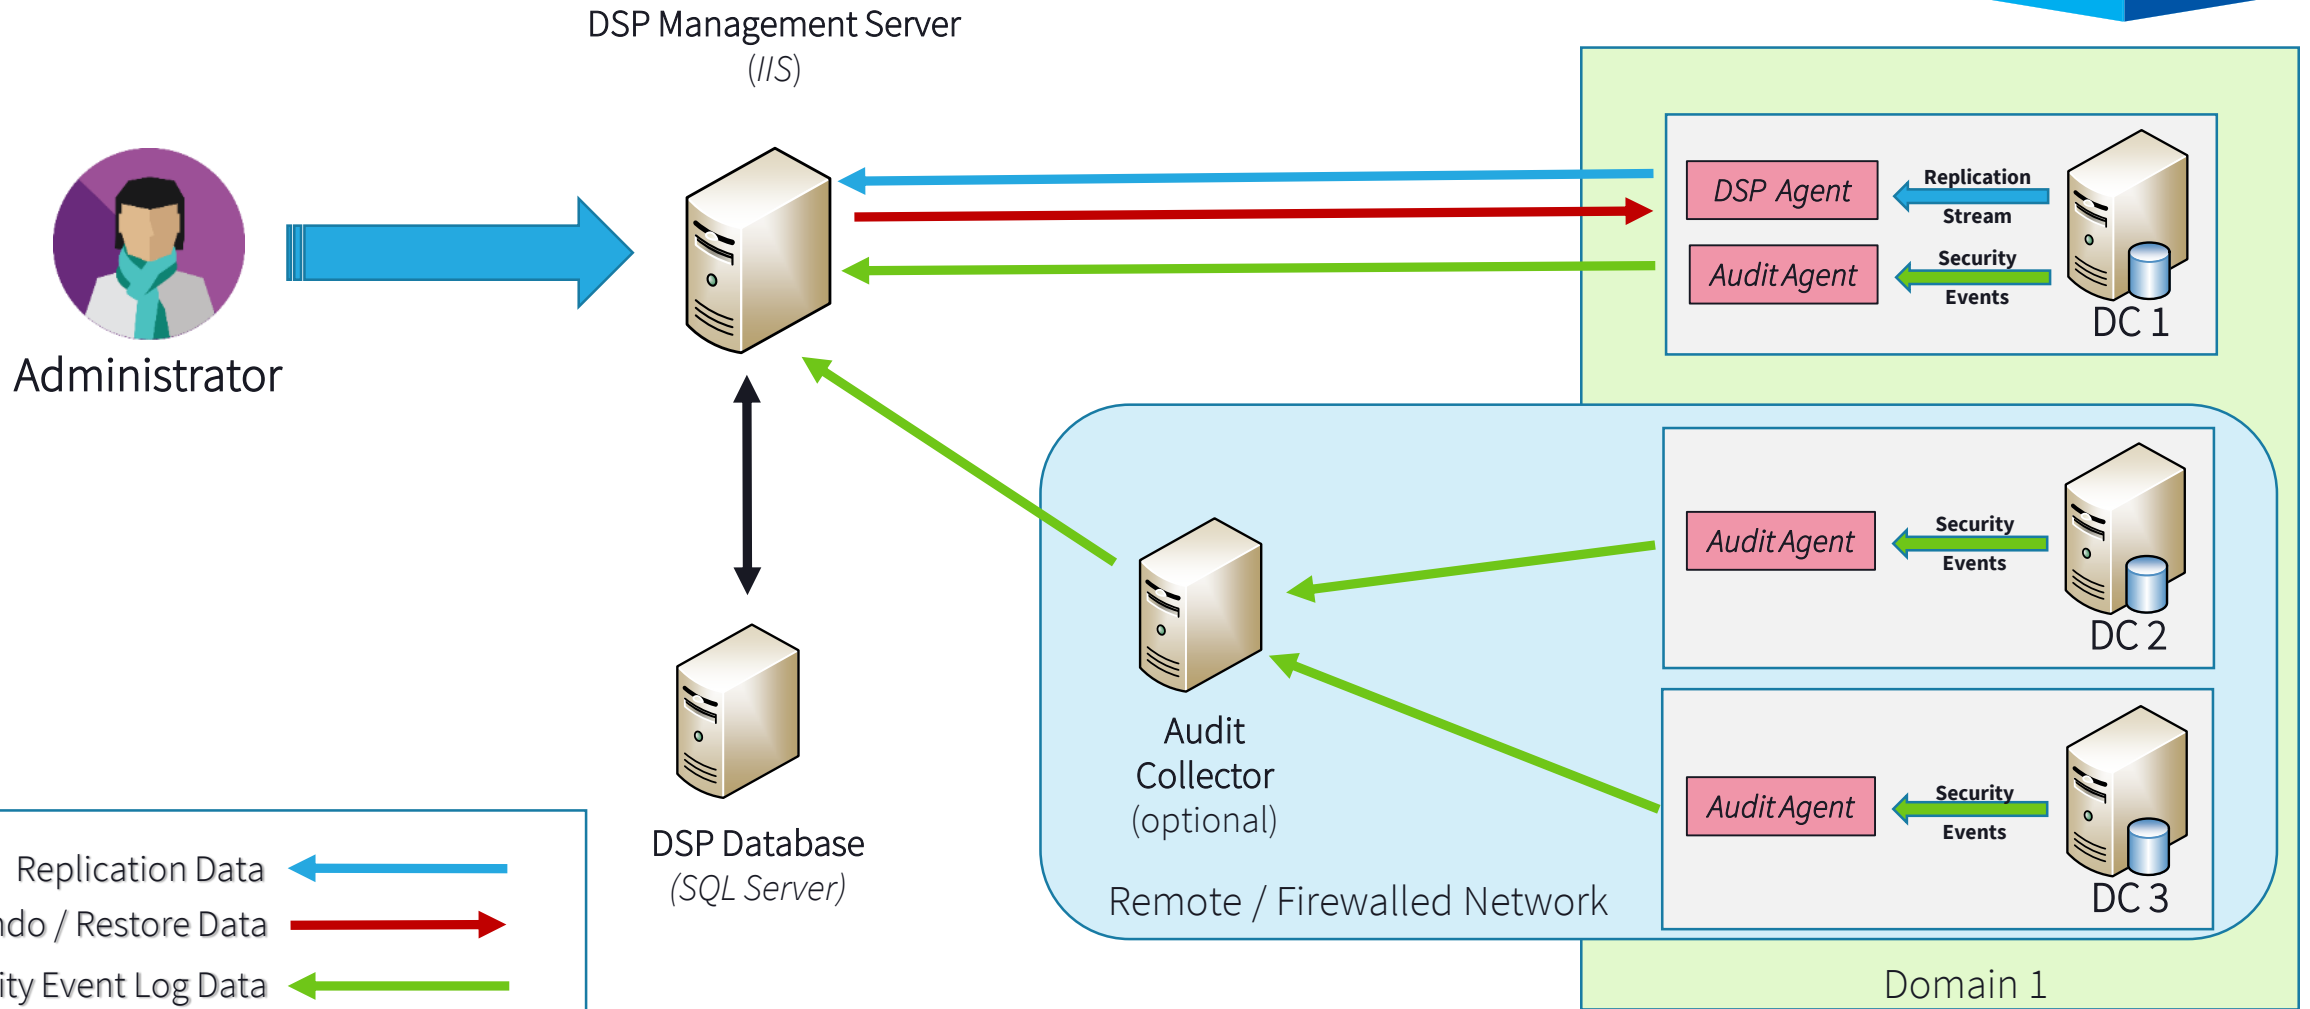 DSP Management Server
(IIS)
Administrator
DSP Agent
Replication
Stream
Audit Agent
Security
Events
DC 1
Audit Agent
Security
Events
DC 2
Audit
Collector
(optional)
Audit Agent
Security
Events
DC 3
Remote / Firewalled Network
Domain 1
DSP Database
(SQL Server)
Replication Data
/ Restore Data
Event Log Data